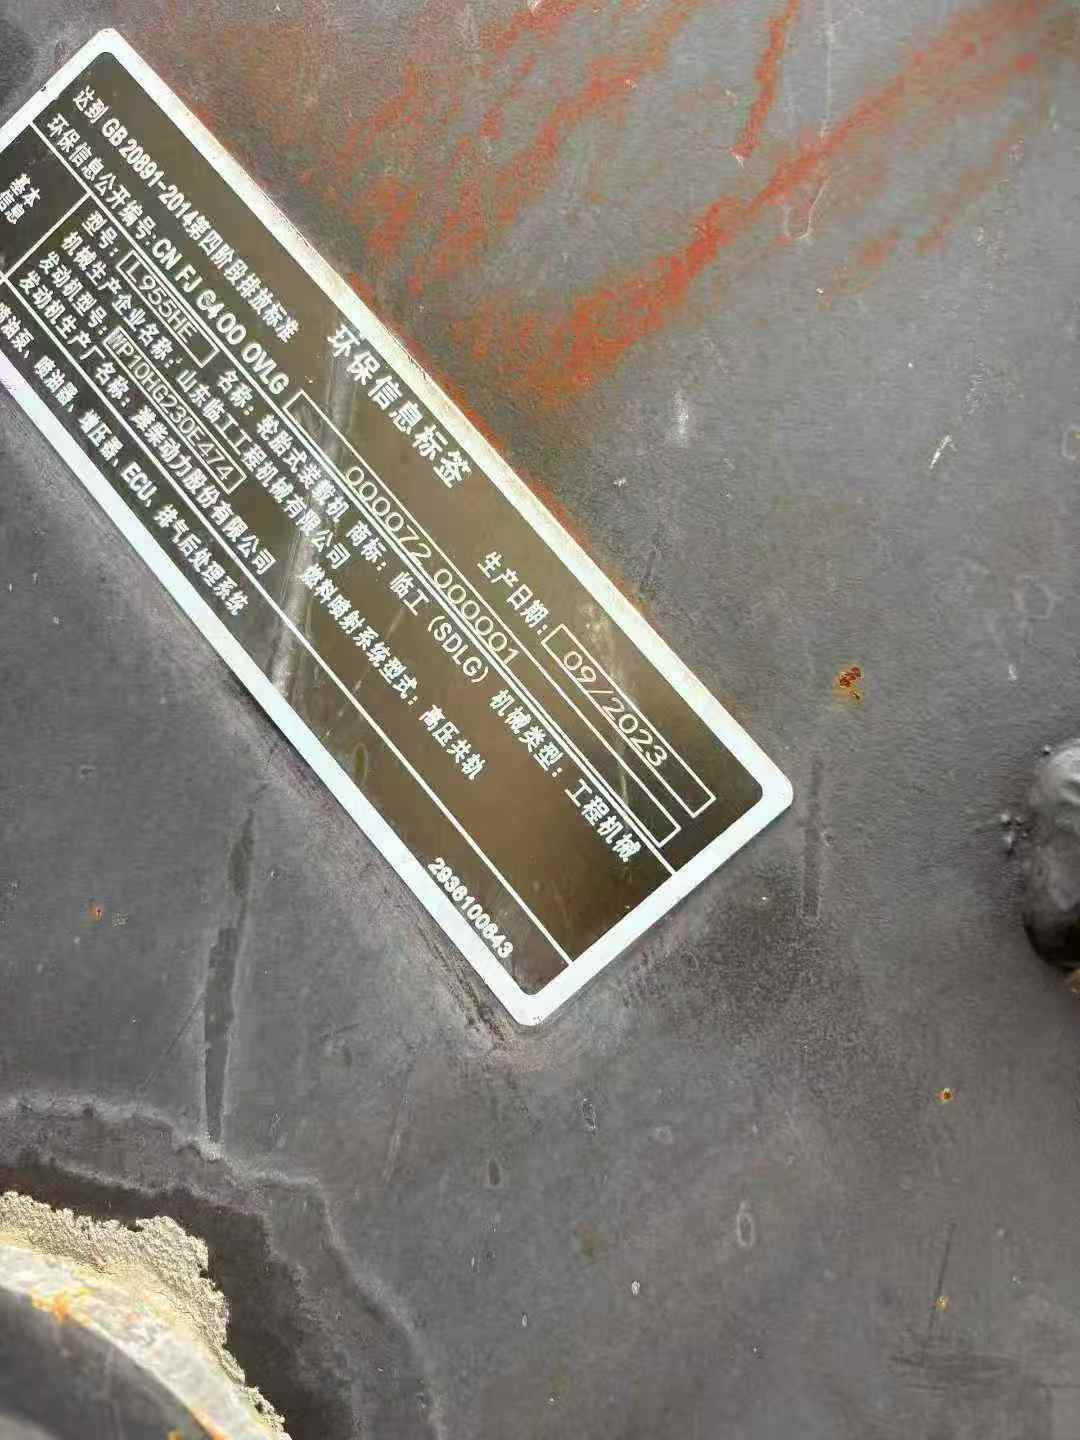 环保信息标签
达到 GB 20891-2014第四阶段排放标准
生产日期: 09/2023
环保信息公开编号: CN FJ C400 0VLG 000072 000001
基本信息
型号: L955HE 名称: 轮胎式装载机 商标: 临工 (SDLG) 机械类型: 工程机械
机械生产企业名称: 山东临工工程机械有限公司
发动机型号: WP10HG230E474 燃料喷射系统型式: 高压共轨
发动机生产厂名称: 潍柴动力股份有限公司
喷油泵、喷油器、增压器、ECU、排气后处理系统
2936100643